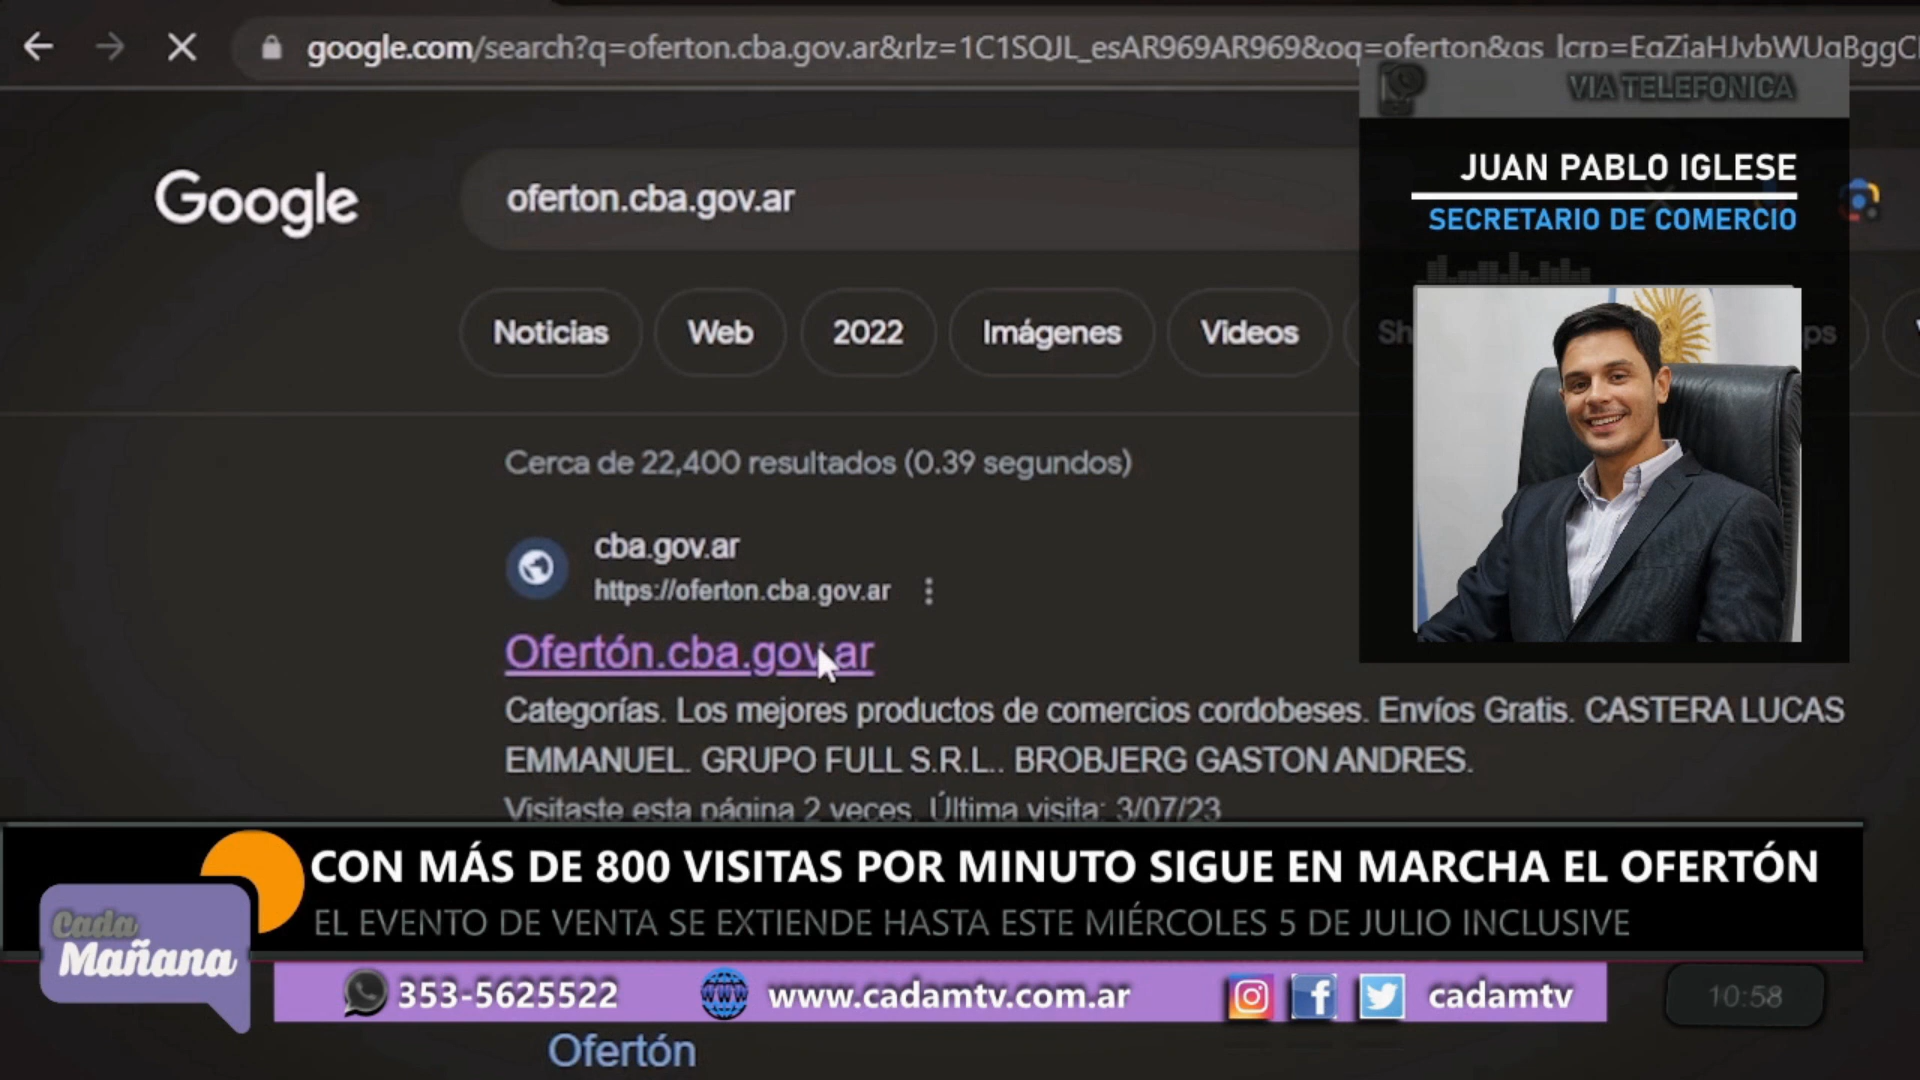 google.com/search?q=oferton.cba.gov.ar&rlz=1C1SQJL_esAR969AR969&oq=oferton&gs_lcrp=EgZiaHJvbWUqBggC
VIA TELEFONICA
JUAN PABLO IGLESE
SECRETARIO DE COMERCIO
Google
oferton.cba.gov.ar
Noticias Web 2022 Imágenes Videos
Cerca de 22,400 resultados (0.39 segundos)
cba.gov.ar
https://oferton.cba.gov.ar
Ofertón.cba.gov.ar
Categorías. Los mejores productos de comercios cordobeses. Envíos Gratis. CASTERA LUCAS
EMMANUEL. GRUPO FULL S.R.L.. BROBJERG GASTON ANDRES.
Visitaste esta página 2 veces. Última visita: 3/07/23
CON MÁS DE 800 VISITAS POR MINUTO SIGUE EN MARCHA EL OFERTÓN
EL EVENTO DE VENTA SE EXTIENDE HASTA ESTE MIÉRCOLES 5 DE JULIO INCLUSIVE
Cada
Mañana
353-5625522 www.cadamtv.com.ar cadamtv
10:58
Ofertón